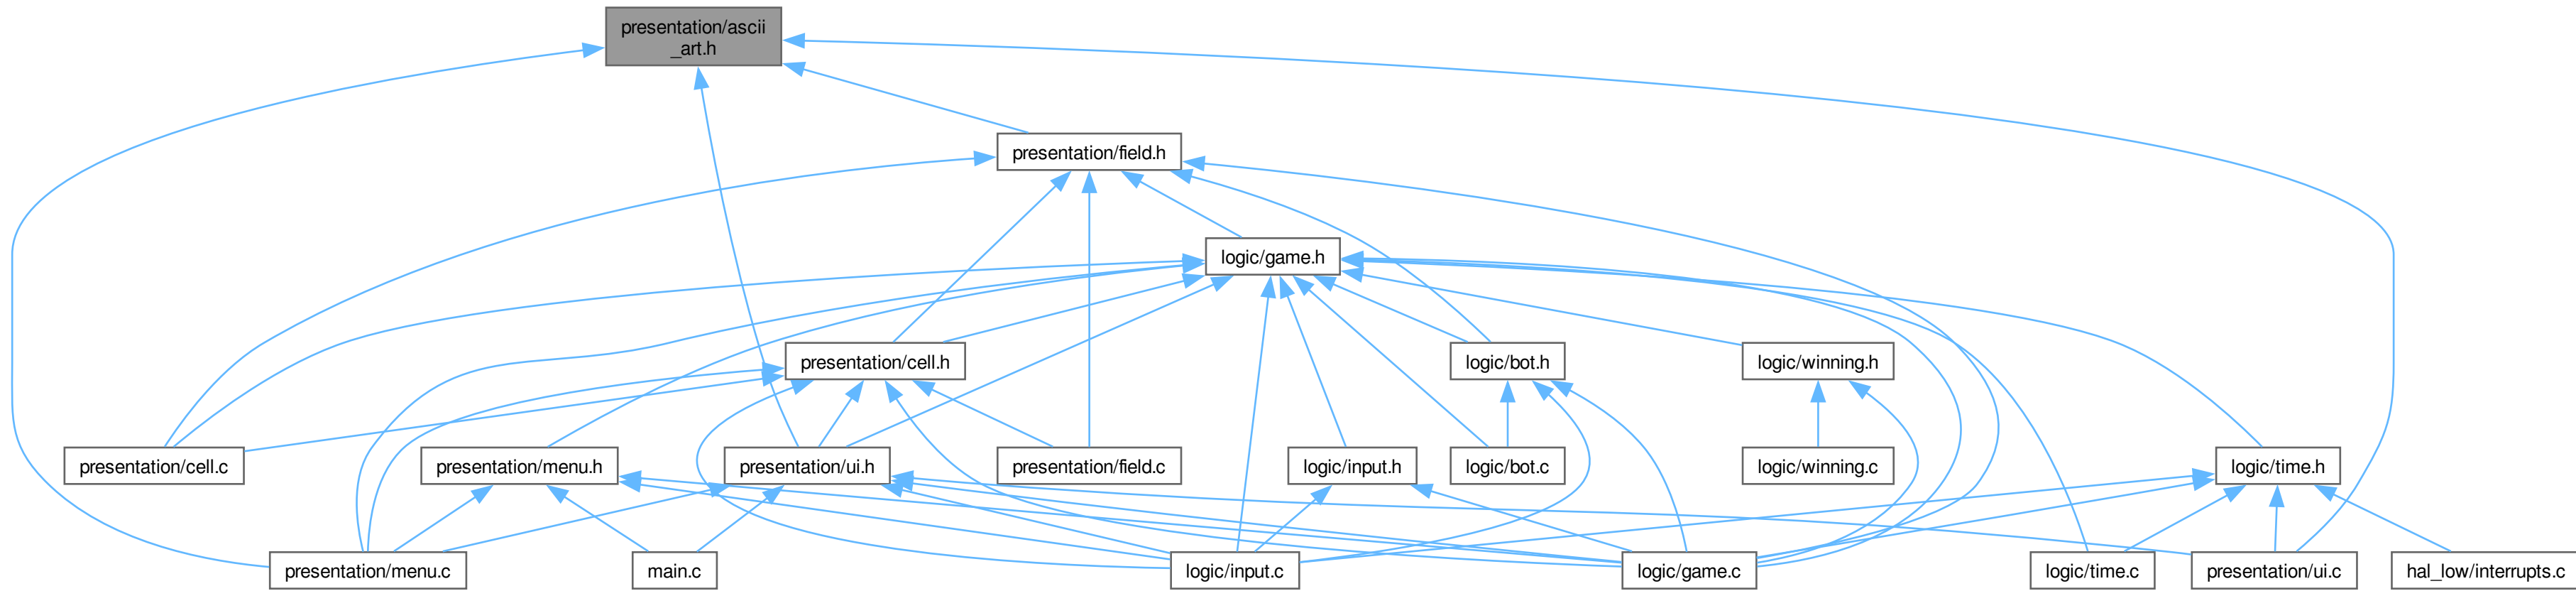 presentation/ascii
_art.h
presentation/field.h
logic/game.h
presentation/cell.h
logic/bot.h
logic/winning.h
presentation/cell.c
presentation/menu.h
presentation/ui.h
presentation/field.c
logic/input.h
logic/bot.c
logic/winning.c
logic/time.h
presentation/menu.c
main.c
logic/input.c
logic/game.c
logic/time.c
presentation/ui.c
hal_low/interrupts.c